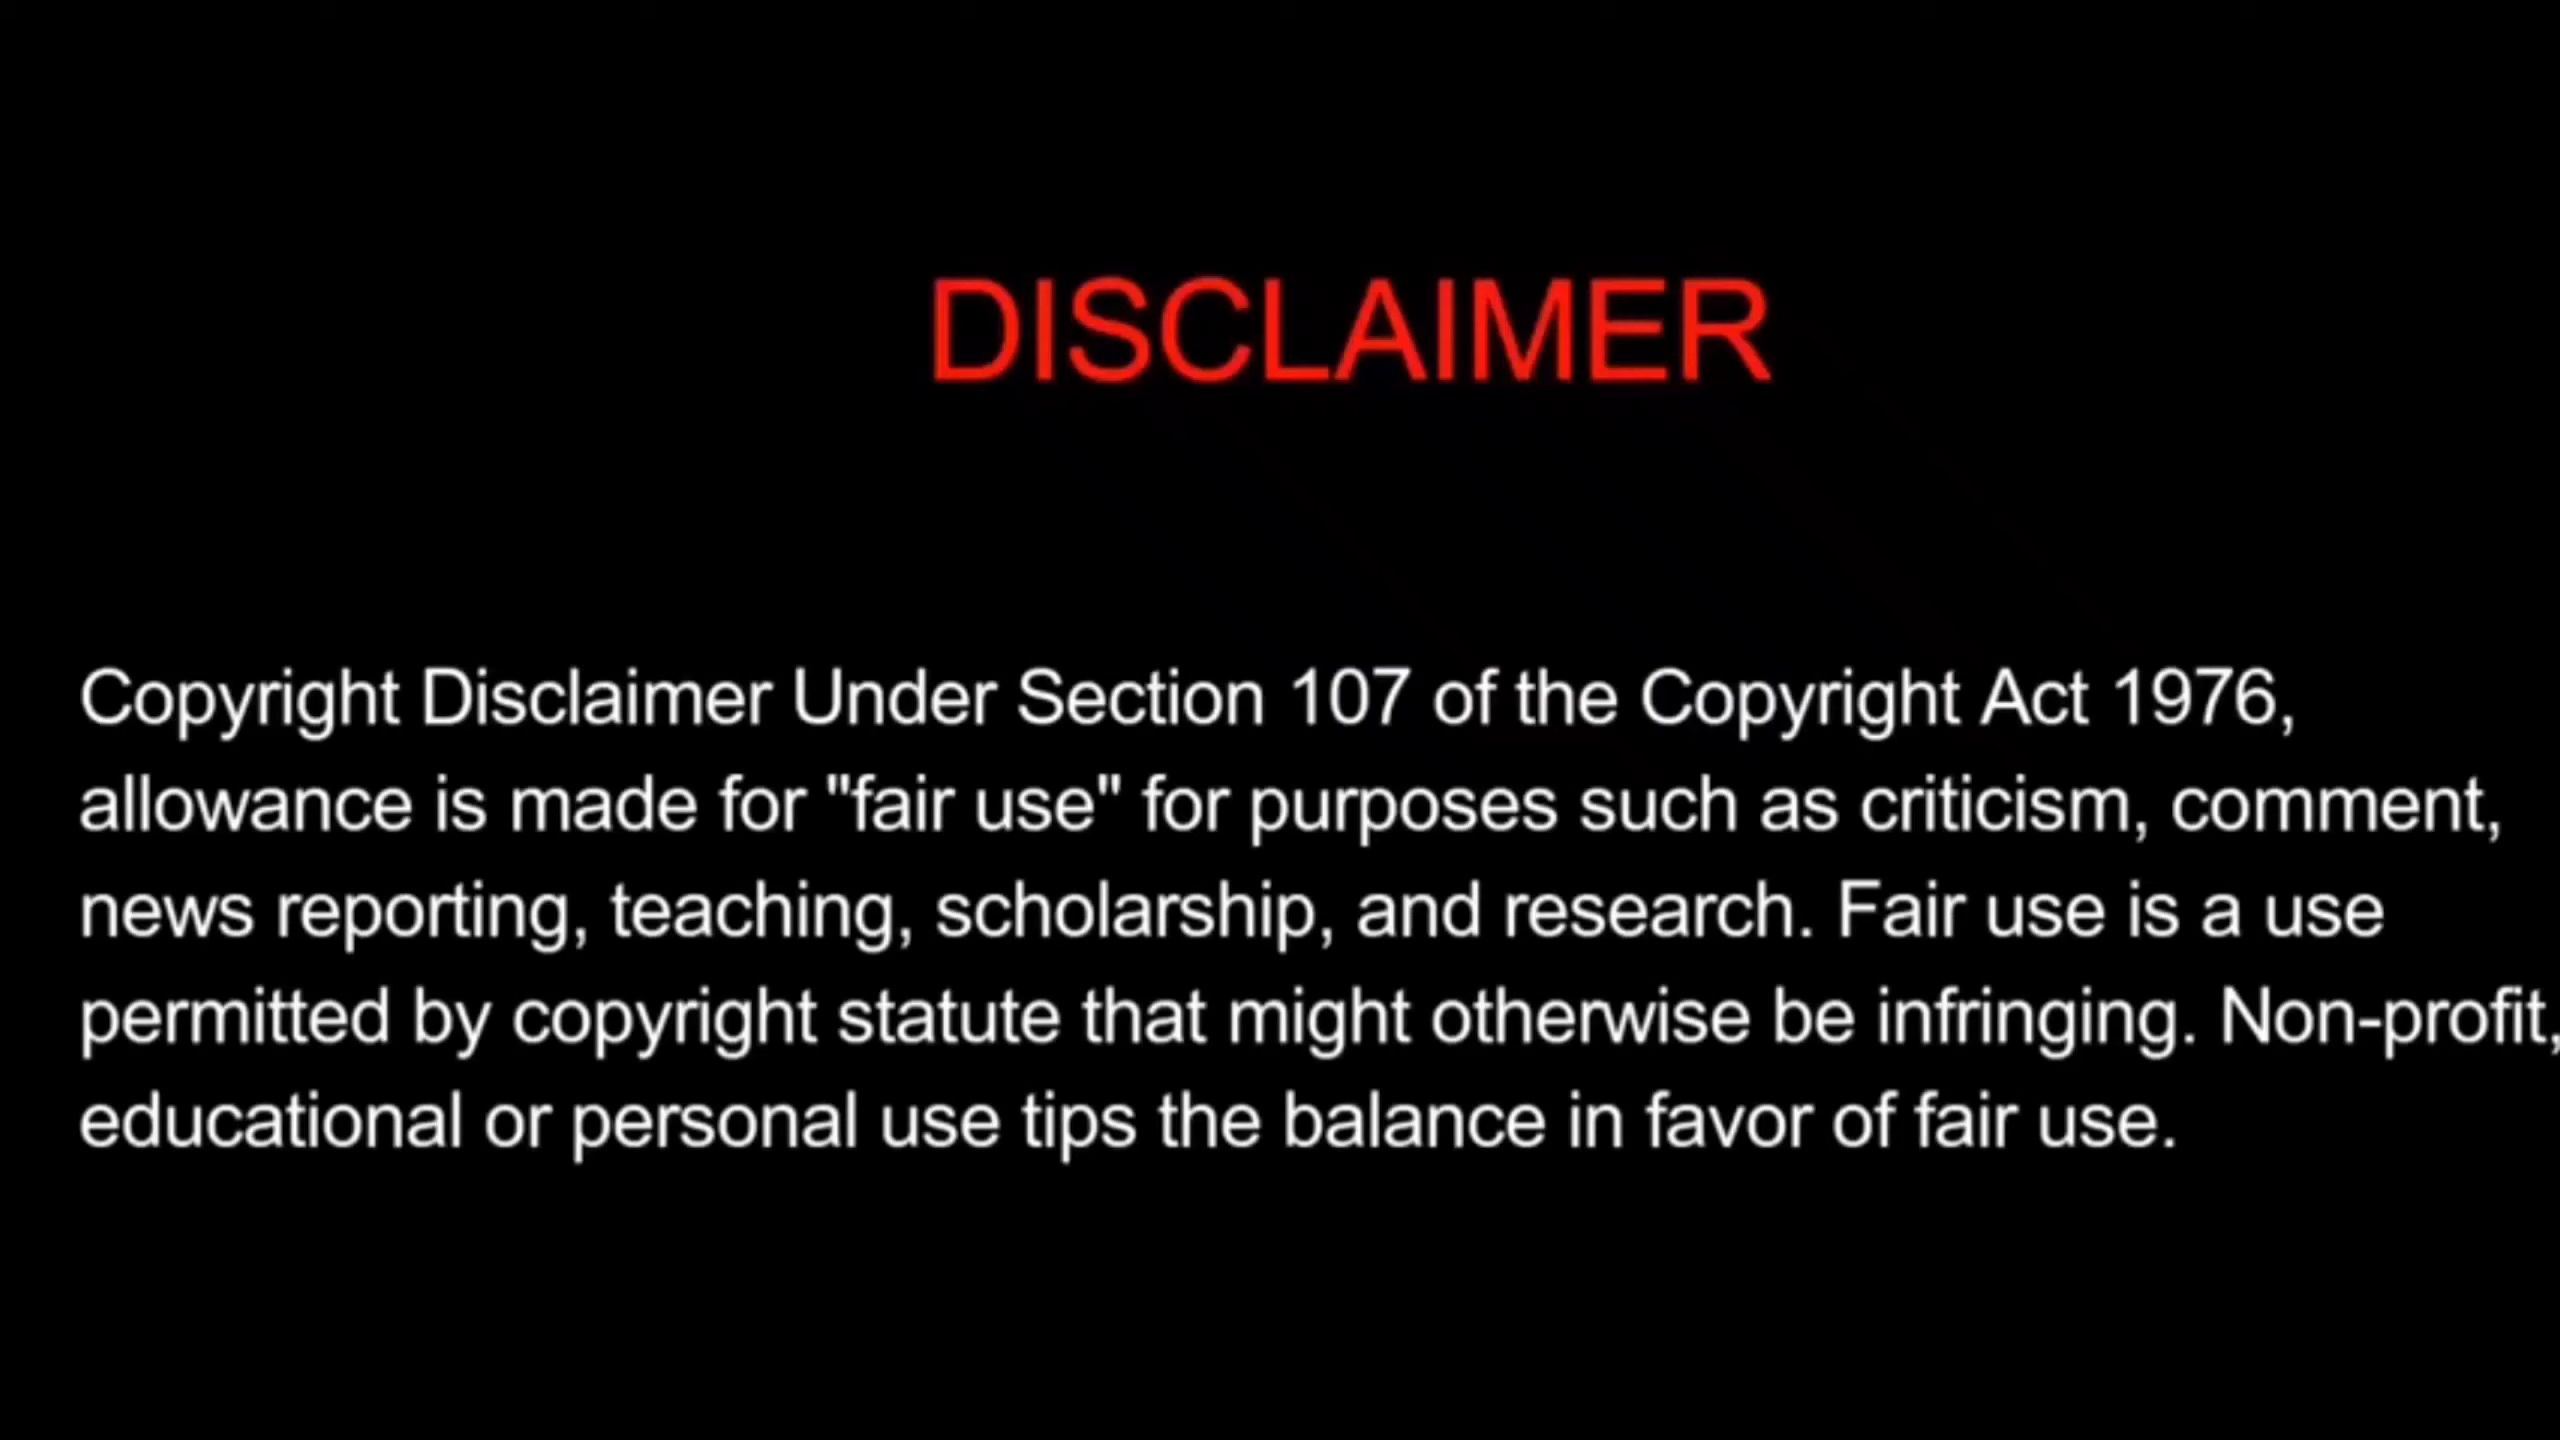 DISCLAIMER
Copyright Disclaimer Under Section 107 of the Copyright Act 1976,
allowance is made for "fair use" for purposes such as criticism, comment,
news reporting, teaching, scholarship, and research. Fair use is a use
permitted by copyright statute that might otherwise be infringing. Non-profit,
educational or personal use tips the balance in favor of fair use.